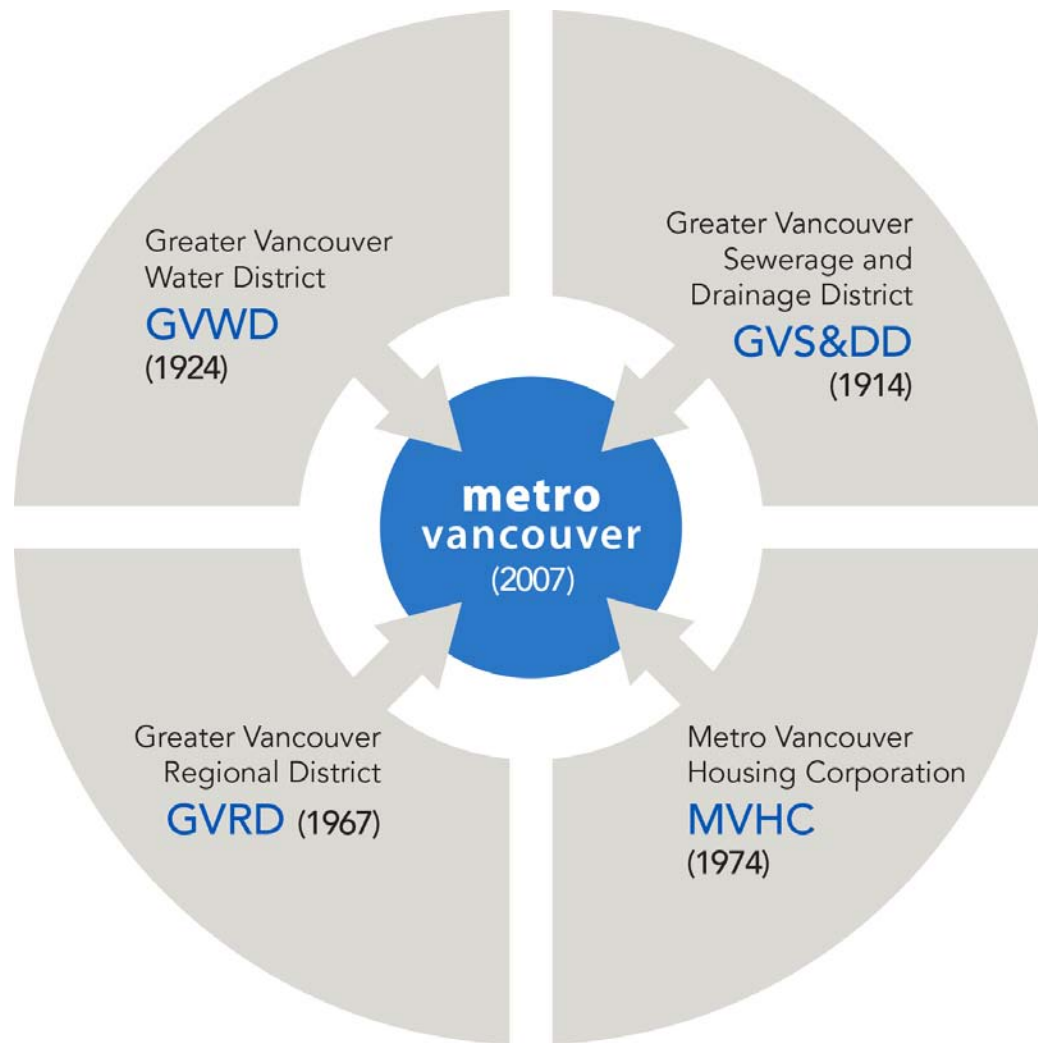 Greater Vancouver
Water District
GVWD
(1924)
Greater Vancouver
Sewerage and
Drainage District
GVS&DD
(1914)
metro
vancouver
(2007)
Greater Vancouver
Regional District
GVRD (1967)
Metro Vancouver
Housing Corporation
MVHC
(1974)